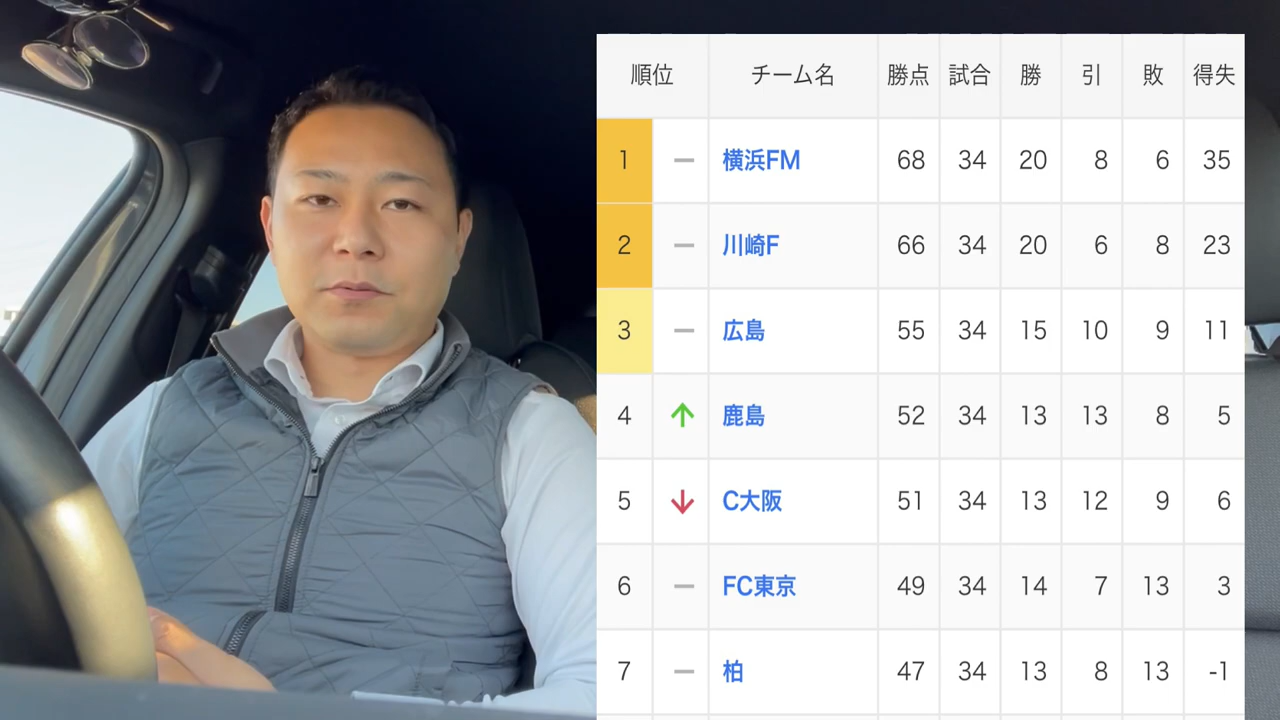 順位 チーム名 勝点 試合 勝 引 敗 得失
1 — 横浜FM 68 34 20 8 6 35
2 — 川崎F 66 34 20 6 8 23
3 — 広島 55 34 15 10 9 11
4 ↑ 鹿島 52 34 13 13 8 5
5 ↓ C大阪 51 34 13 12 9 6
6 — FC東京 49 34 14 7 13 3
7 — 柏 47 34 13 8 13 -1